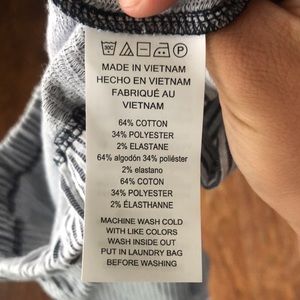 30C P
MADE IN VIETNAM
HECHO EN VIETNAM
FABRIQUÉ AU
VIETNAM
64% COTTON
34% POLYESTER
2% ELASTANE
64% algodón 34% poliéster
2% elastano
64% COTON
34% POLYESTER
2% ÉLASTHANNE
MACHINE WASH COLD
WITH LIKE COLORS
WASH INSIDE OUT
PUT IN LAUNDRY BAG
BEFORE WASHING